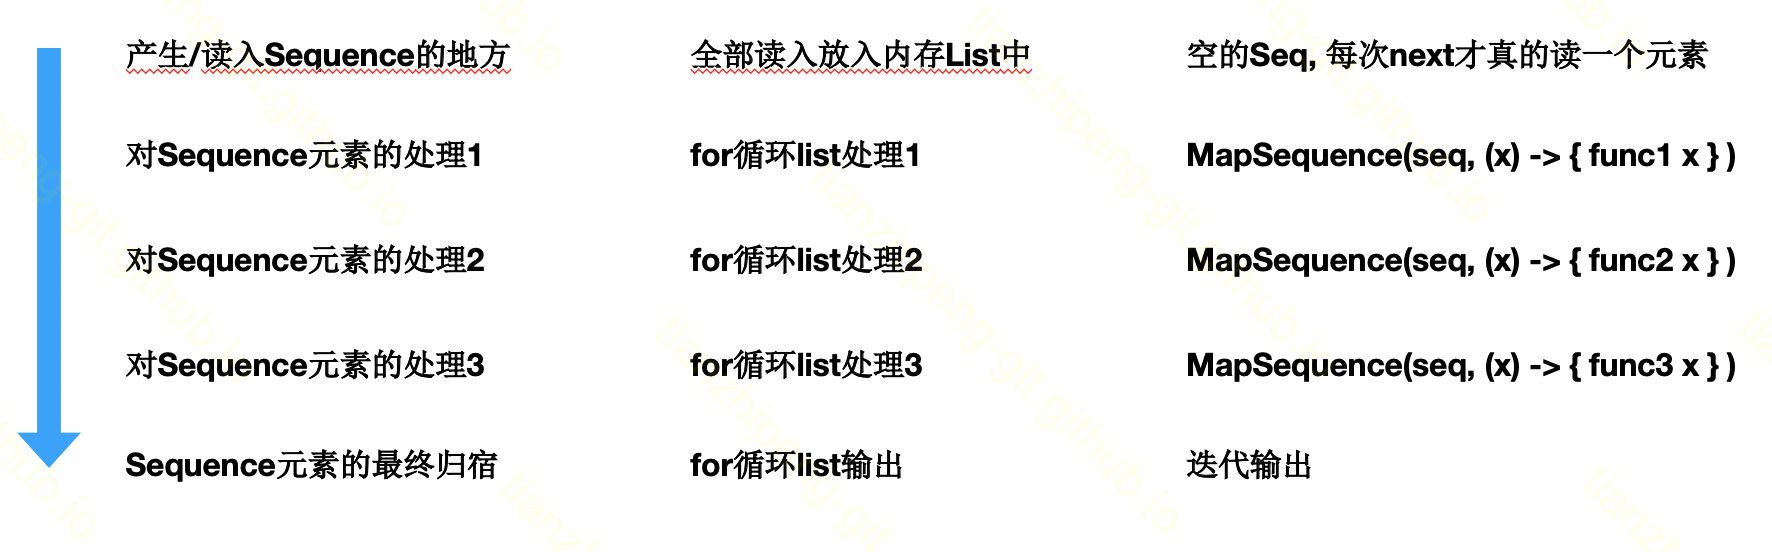 产生/读入Sequence的地方 全部读入放入内存List中 空的Seq, 每次next才真的读一个元素
对Sequence元素的处理1 for循环list处理1 MapSequence(seq, (x) -> { func1 x } )
对Sequence元素的处理2 for循环list处理2 MapSequence(seq, (x) -> { func2 x } )
对Sequence元素的处理3 for循环list处理3 MapSequence(seq, (x) -> { func3 x } )
Sequence元素的最终归宿 for循环list输出 迭代输出
tianzhipeng-git.github.io